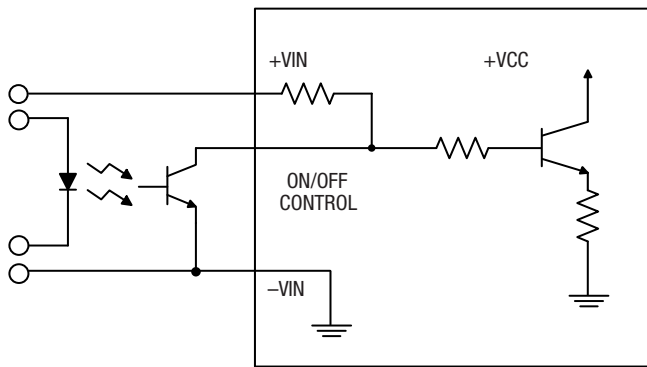 +VIN
+VCC
ON/OFF
CONTROL
–VIN